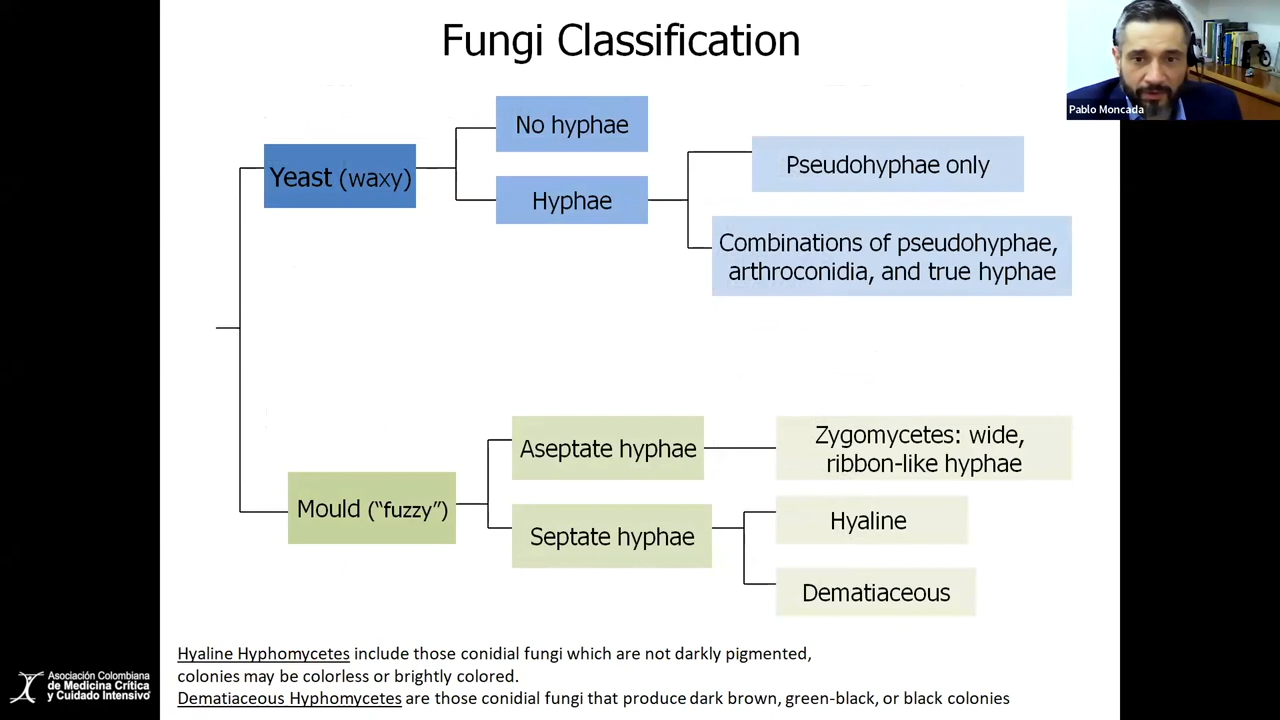 Fungi Classification
Pablo Moncada
No hyphae
Yeast (waxy)
Hyphae
Pseudohyphae only
Combinations of pseudohyphae,
arthroconidia, and true hyphae
Mould (“fuzzy”)
Aseptate hyphae
Zygomycetes: wide,
ribbon-like hyphae
Septate hyphae
Hyaline
Dematiaceous
Hyaline Hyphomycetes include those conidial fungi which are not darkly pigmented,
colonies may be colorless or brightly colored.
Dematiaceous Hyphomycetes are those conidial fungi that produce dark brown, green-black, or black colonies
Asociación Colombiana
de Medicina Crítica
y Cuidado Intensivo